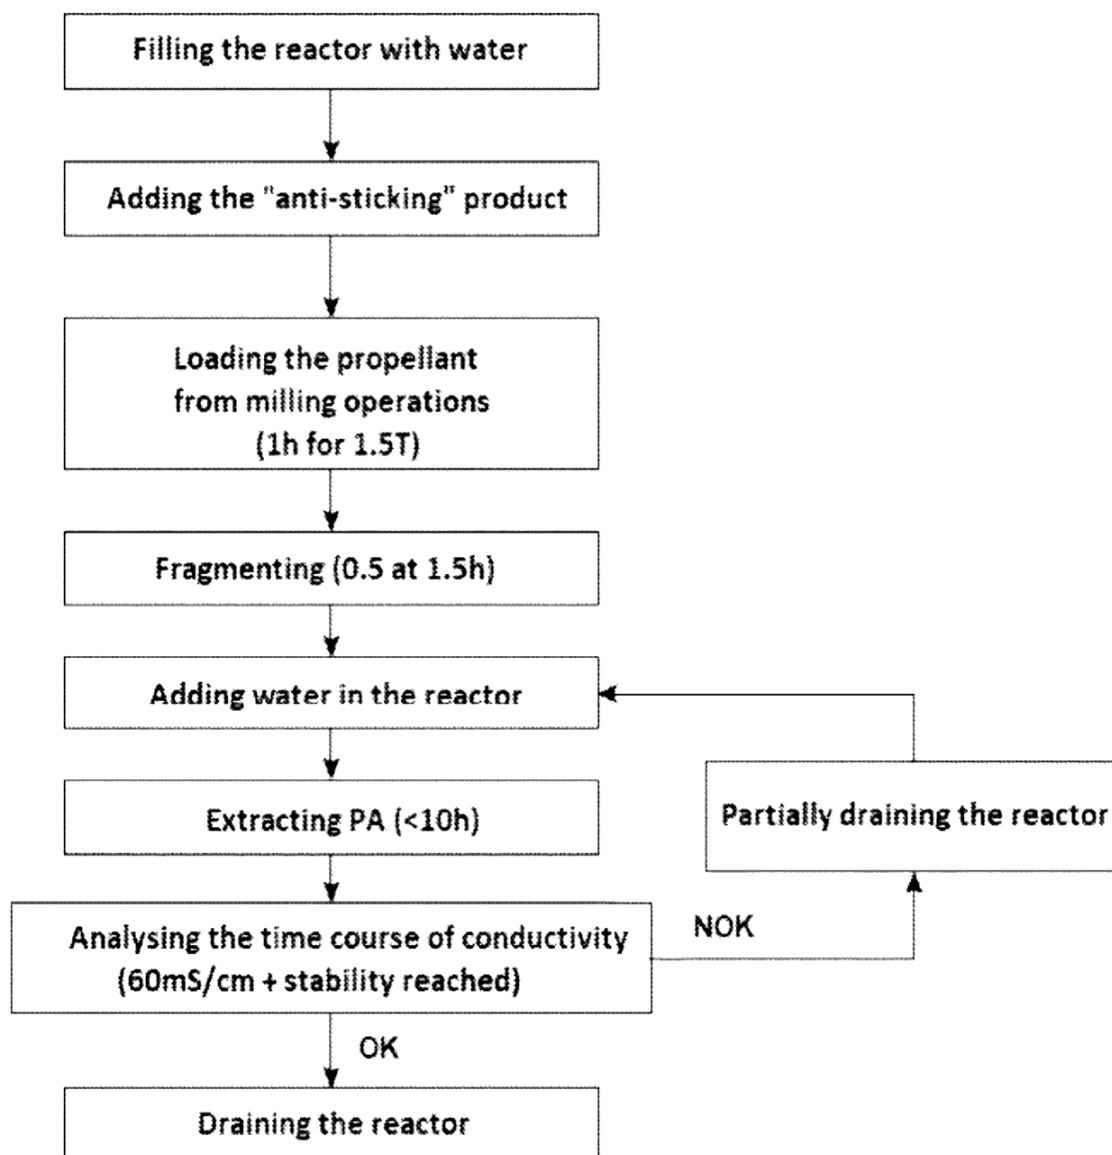 Filling the reactor with water
Adding the "anti-sticking" product
Loading the propellant
from milling operations
(1h for 1.5T)
Fragmenting (0.5 at 1.5h)
Adding water in the reactor
Extracting PA (<10h)
Partially draining the reactor
Analysing the time course of conductivity
(60mS/cm + stability reached)
NOK
OK
Draining the reactor